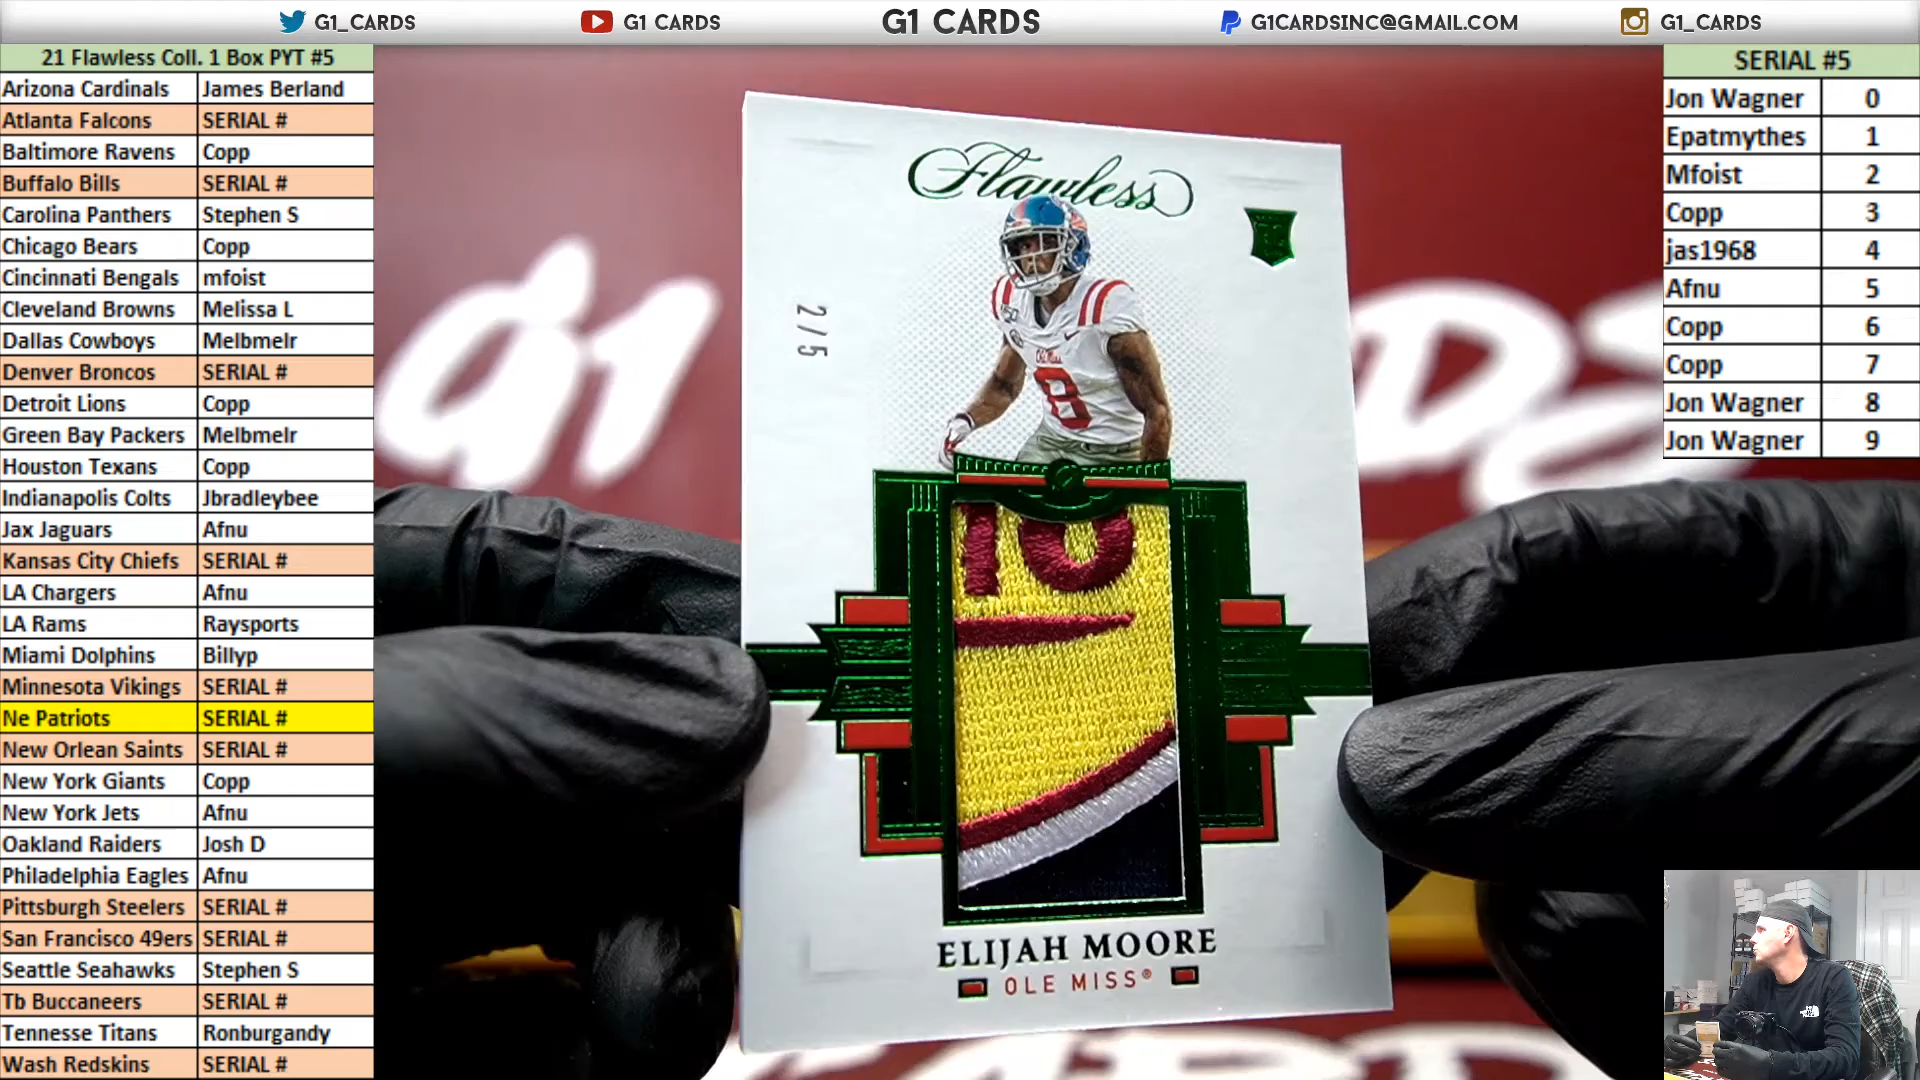 G1_CARDS
G1 CARDS
G1 CARDS
G1CARDSINC@GMAIL.COM
G1_CARDS
21 Flawless Coll. 1 Box PYT #5
Arizona Cardinals James Berland
Atlanta Falcons SERIAL #
Baltimore Ravens Copp
Buffalo Bills SERIAL #
Carolina Panthers Stephen S
Chicago Bears Copp
Cincinnati Bengals mfoist
Cleveland Browns Melissa L
Dallas Cowboys Melbmelr
Denver Broncos SERIAL #
Detroit Lions Copp
Green Bay Packers Melbmelr
Houston Texans Copp
Indianapolis Colts Jbradleybee
Jax Jaguars Afnu
Kansas City Chiefs SERIAL #
LA Chargers Afnu
LA Rams Raysports
Miami Dolphins Billyp
Minnesota Vikings SERIAL #
Ne Patriots SERIAL #
New Orlean Saints SERIAL #
New York Giants Copp
New York Jets Afnu
Oakland Raiders Josh D
Philadelphia Eagles Afnu
Pittsburgh Steelers SERIAL #
San Francisco 49ers SERIAL #
Seattle Seahawks Stephen S
Tb Buccaneers SERIAL #
Tennesse Titans Ronburgandy
Wash Redskins SERIAL #
SERIAL #5
Jon Wagner 0
Epatmythes 1
Mfoist 2
Copp 3
jas1968 4
Afnu 5
Copp 6
Copp 7
Jon Wagner 8
Jon Wagner 9
Flawless
2/5
Ole Miss
8
ELIJAH MOORE
OLE MISS®
G1